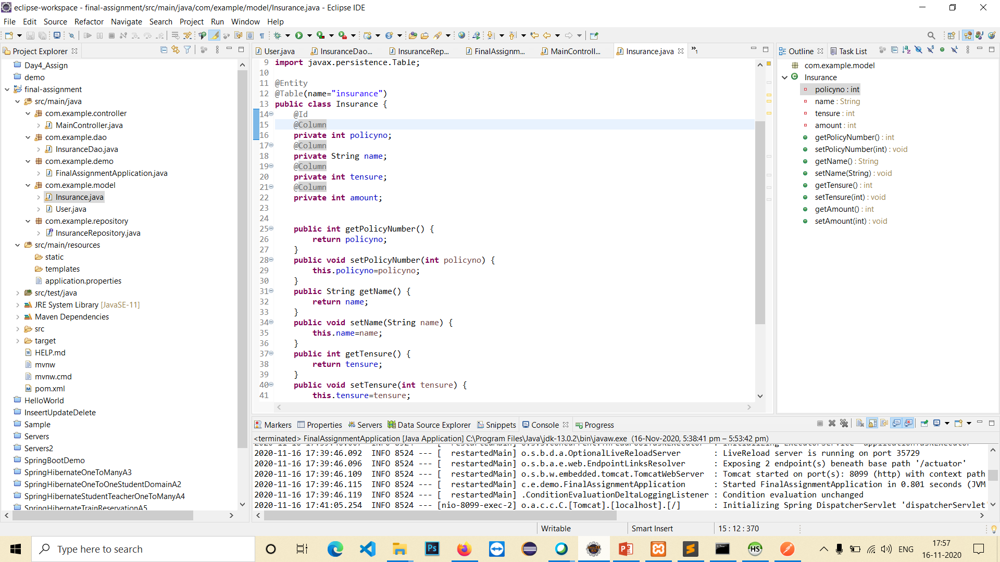 eclipse-workspace - final-assignment/src/main/java/com/example/model/Insurance.java - Eclipse IDE
File Edit Source Refactor Navigate Search Project Run Window Help
Project Explorer
Day4_Assign
demo
final-assignment
src/main/java
com.example.controller
MainController.java
com.example.dao
InsuranceDao.java
com.example.demo
FinalAssignmentApplication.java
com.example.model
Insurance.java
User.java
com.example.repository
InsuranceRepository.java
src/main/resources
static
templates
application.properties
src/test/java
JRE System Library [JavaSE-11]
Maven Dependencies
src
target
HELP.md
mvnw
mvnw.cmd
pom.xml
HelloWorld
InseertUpdateDelete
Sample
Servers
Servers2
SpringBootDemo
SpringHibernateOneToManyA3
SpringHibernateOneToOneStudentDomainA2
SpringHibernateStudentTeacherOneToManyA4
SpringHibernateTrainReservationA5
User.java InsuranceDao... InsuranceRep... FinalAssignm... MainControll... Insurance.java »1
9 import javax.persistence.Table;
10
11 @Entity
12 @Table(name="insurance")
13 public class Insurance {
14 @Id
15 @Column
16 private int policyno;
17 @Column
18 private String name;
19 @Column
20 private int tensure;
21 @Column
22 private int amount;
23
24
25 public int getPolicyNumber() {
26 return policyno;
27 }
28 public void setPolicyNumber(int policyno) {
29 this.policyno=policyno;
30 }
31 public String getName() {
32 return name;
33 }
34 public void setName(String name) {
35 this.name=name;
36 }
37 public int getTensure() {
38 return tensure;
39 }
40 public void setTensure(int tensure) {
41 this.tensure=tensure;
Outline Task List
com.example.model
Insurance
policyno : int
name : String
tensure : int
amount : int
getPolicyNumber() : int
setPolicyNumber(int) : void
getName() : String
setName(String) : void
getTensure() : int
setTensure(int) : void
getAmount() : int
setAmount(int) : void
Markers Properties Servers Data Source Explorer Snippets Console Progress
<terminated> FinalAssignmentApplication [Java Application] C:\Program Files\Java\jdk-13.0.2\bin\javaw.exe (16-Nov-2020, 5:38:41 pm – 5:53:42 pm)
2020-11-16 17:39:46.092 INFO 8524 --- [ restartedMain] o.s.b.d.a.OptionalLiveReloadServer : LiveReload server is running on port 35729
2020-11-16 17:39:46.096 INFO 8524 --- [ restartedMain] o.s.b.a.e.web.EndpointLinksResolver : Exposing 2 endpoint(s) beneath base path '/actuator'
2020-11-16 17:39:46.109 INFO 8524 --- [ restartedMain] o.s.b.w.embedded.tomcat.TomcatWebServer : Tomcat started on port(s): 8099 (http) with context path
2020-11-16 17:39:46.115 INFO 8524 --- [ restartedMain] c.e.demo.FinalAssignmentApplication : Started FinalAssignmentApplication in 0.801 seconds (JVM
2020-11-16 17:39:46.119 INFO 8524 --- [ restartedMain] .ConditionEvaluationDeltaLoggingListener : Condition evaluation unchanged
2020-11-16 17:41:05.254 INFO 8524 --- [nio-8099-exec-2] o.a.c.c.C.[Tomcat].[localhost].[/] : Initializing Spring DispatcherServlet 'dispatcherServlet'
Writable Smart Insert 15 : 12 : 370
Type here to search
Ps
HS
ENG
17:57
16-11-2020